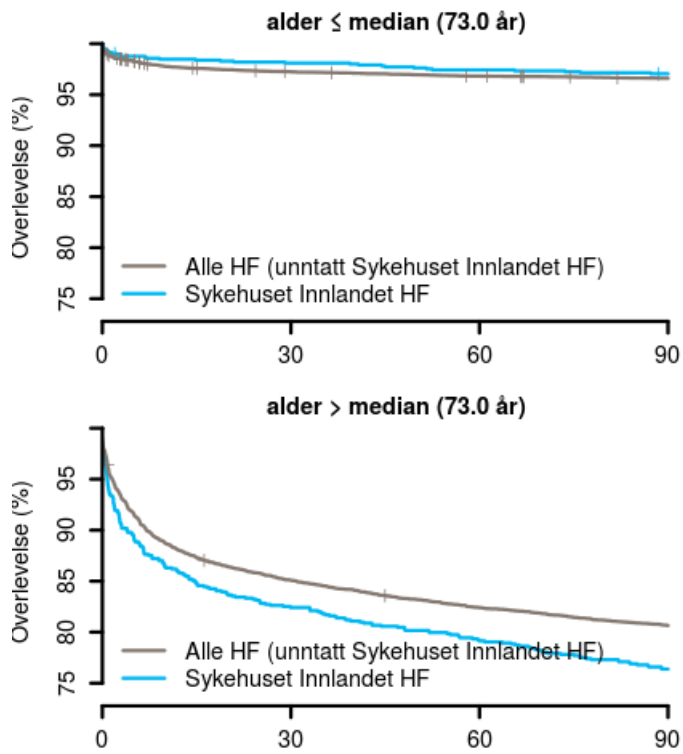 alder ≤ median (73.0 år)
Overlevelse (%)
95
90
85
80
75
Alle HF (unntatt Sykehuset Innlandet HF)
Sykehuset Innlandet HF
0 30 60 90
alder > median (73.0 år)
Overlevelse (%)
95
90
85
80
75
Alle HF (unntatt Sykehuset Innlandet HF)
Sykehuset Innlandet HF
0 30 60 90